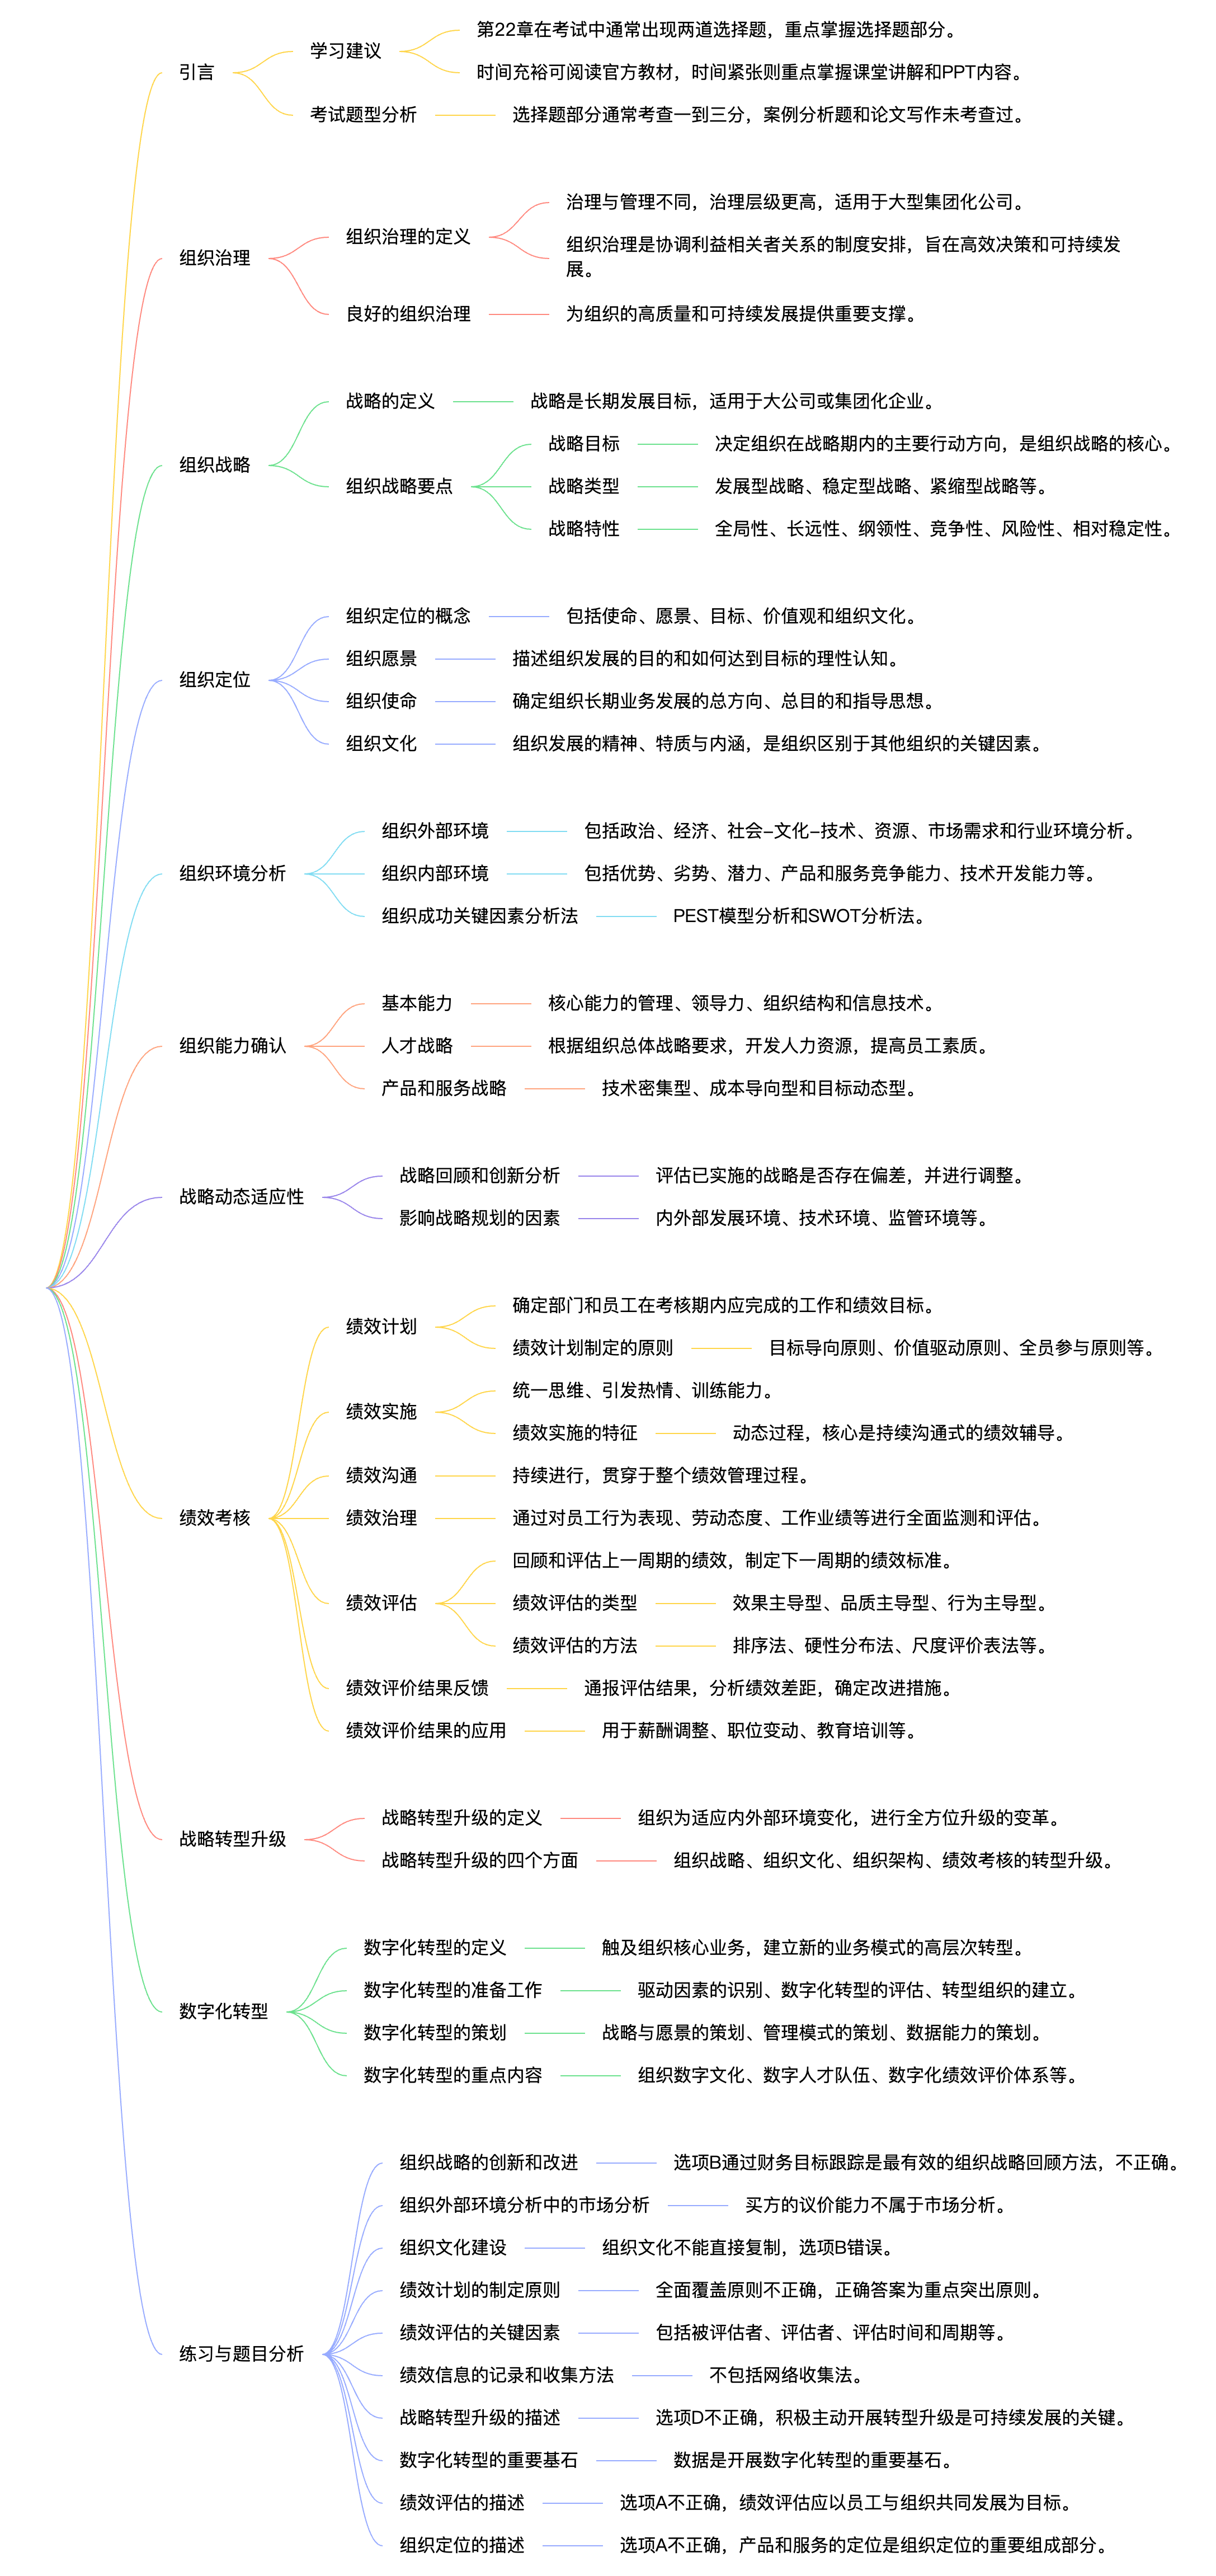 引言
学习建议
第22章在考试中通常出现两道选择题，重点掌握选择题部分。
时间充裕可阅读官方教材，时间紧张则重点掌握课堂讲解和PPT内容。
考试题型分析
选择题部分通常考查一到三分，案例分析题和论文写作未考查过。
组织治理
组织治理的定义
治理与管理不同，治理层级更高，适用于大型集团化公司。
组织治理是协调利益相关者关系的制度安排，旨在高效决策和可持续发
展。
良好的组织治理
为组织的高质量和可持续发展提供重要支撑。
组织战略
战略的定义
战略是长期发展目标，适用于大公司或集团化企业。
组织战略要点
战略目标
决定组织在战略期内的主要行动方向，是组织战略的核心。
战略类型
发展型战略、稳定型战略、紧缩型战略等。
战略特性
全局性、长远性、纲领性、竞争性、风险性、相对稳定性。
组织定位
组织定位的概念
包括使命、愿景、目标、价值观和组织文化。
组织愿景
描述组织发展的目的和如何达到目标的理性认知。
组织使命
确定组织长期业务发展的总方向、总目的和指导思想。
组织文化
组织发展的精神、特质与内涵，是组织区别于其他组织的关键因素。
组织环境分析
组织外部环境
包括政治、经济、社会-文化-技术、资源、市场需求和行业环境分析。
组织内部环境
包括优势、劣势、潜力、产品和服务竞争能力、技术开发能力等。
组织成功关键因素分析法
PEST模型分析和SWOT分析法。
组织能力确认
基本能力
核心能力的管理、领导力、组织结构和信息技术。
人才战略
根据组织总体战略要求，开发人力资源，提高员工素质。
产品和服务战略
技术密集型、成本导向型和目标动态型。
战略动态适应性
战略回顾和创新分析
评估已实施的战略是否存在偏差，并进行调整。
影响战略规划的因素
内外部发展环境、技术环境、监管环境等。
绩效考核
绩效计划
确定部门和员工在考核期内应完成的工作和绩效目标。
绩效计划制定的原则
目标导向原则、价值驱动原则、全员参与原则等。
绩效实施
统一思维、引发热情、训练能力。
绩效实施的特征
动态过程，核心是持续沟通式的绩效辅导。
绩效沟通
持续进行，贯穿于整个绩效管理过程。
绩效治理
通过对员工行为表现、劳动态度、工作业绩等进行全面监测和评估。
绩效评估
回顾和评估上一周期的绩效，制定下一周期的绩效标准。
绩效评估的类型
效果主导型、品质主导型、行为主导型。
绩效评估的方法
排序法、硬性分布法、尺度评价表法等。
绩效评价结果反馈
通报评估结果，分析绩效差距，确定改进措施。
绩效评价结果的应用
用于薪酬调整、职位变动、教育培训等。
战略转型升级
战略转型升级的定义
组织为适应内外部环境变化，进行全方位升级的变革。
战略转型升级的四个方面
组织战略、组织文化、组织架构、绩效考核的转型升级。
数字化转型
数字化转型的定义
触及组织核心业务，建立新的业务模式的高层次转型。
数字化转型的准备工作
驱动因素的识别、数字化转型的评估、转型组织的建立。
数字化转型的策划
战略与愿景的策划、管理模式的策划、数据能力的策划。
数字化转型的重点内容
组织数字文化、数字人才队伍、数字化绩效评价体系等。
练习与题目分析
组织战略的创新和改进
选项B通过财务目标跟踪是最有效的组织战略回顾方法，不正确。
组织外部环境分析中的市场分析
买方的议价能力不属于市场分析。
组织文化建设
组织文化不能直接复制，选项B错误。
绩效计划的制定原则
全面覆盖原则不正确，正确答案为重点突出原则。
绩效评估的关键因素
包括被评估者、评估者、评估时间和周期等。
绩效信息的记录和收集方法
不包括网络收集法。
战略转型升级的描述
选项D不正确，积极主动开展转型升级是可持续发展的关键。
数字化转型的重要基石
数据是开展数字化转型的重要基石。
绩效评估的描述
选项A不正确，绩效评估应以员工与组织共同发展为目标。
组织定位的描述
选项A不正确，产品和服务的定位是组织定位的重要组成部分。